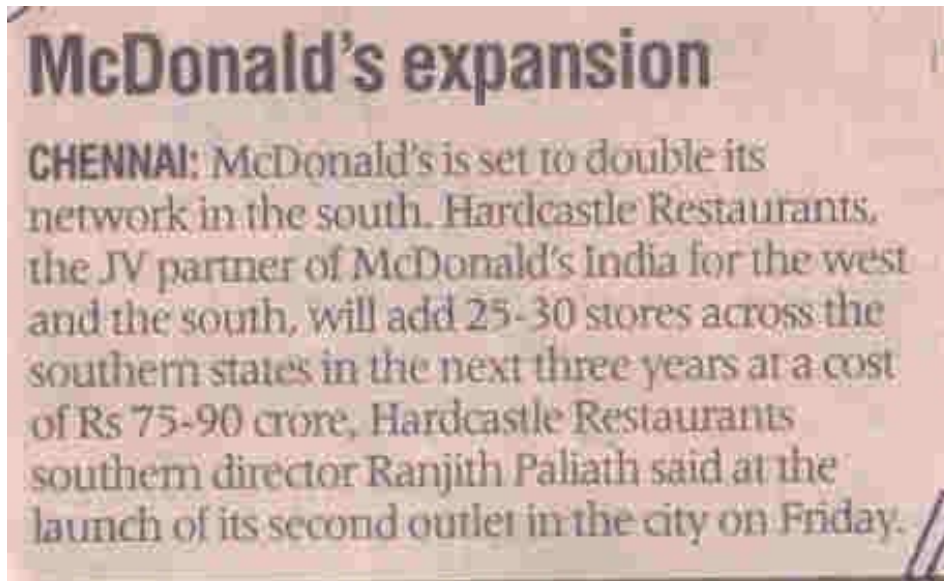 McDonald's expansion
CHENNAI: McDonald's is set to double its
network in the south. Hardcastle Restaurants,
the JV partner of McDonald's India for the west
and the south, will add 25-30 stores across the
southern states in the next three years at a cost
of Rs 75-90 crore, Hardcastle Restaurants
southern director Ranjith Paliath said at the
launch of its second outlet in the city on Friday.